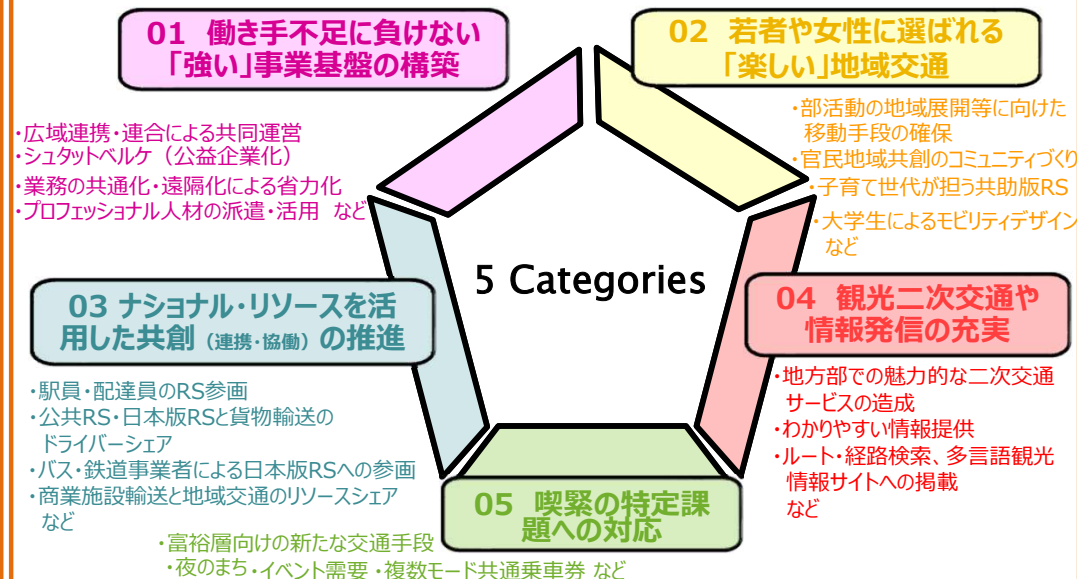 01 働き手不足に負けない
「強い」事業基盤の構築
・広域連携・連合による共同運営
・シュタットベルケ（公益企業化）
・業務の共通化・遠隔化による省力化
・プロフェッショナル人材の派遣・活用 など
02 若者や女性に選ばれる
「楽しい」地域交通
・部活動の地域展開等に向けた
移動手段の確保
・官民地域共創のコミュニティづくり
・子育て世代が担う共助版RS
・大学生によるモビリティデザイン
など
5 Categories
03 ナショナル・リソースを活
用した共創（連携・協働）の推進
・駅員・配達員のRS参画
・公共RS・日本版RSと貨物輸送の
ドライバーシェア
・バス・鉄道事業者による日本版RSへの参画
・商業施設輸送と地域交通のリソースシェア
など
04 観光二次交通や
情報発信の充実
・地方部での魅力的な二次交通
サービスの造成
・わかりやすい情報提供
・ルート・経路検索、多言語観光
情報サイトへの掲載
など
05 喫緊の特定課
題への対応
・富裕層向けの新たな交通手段
・夜のまち・イベント需要・複数モード共通乗車券 など